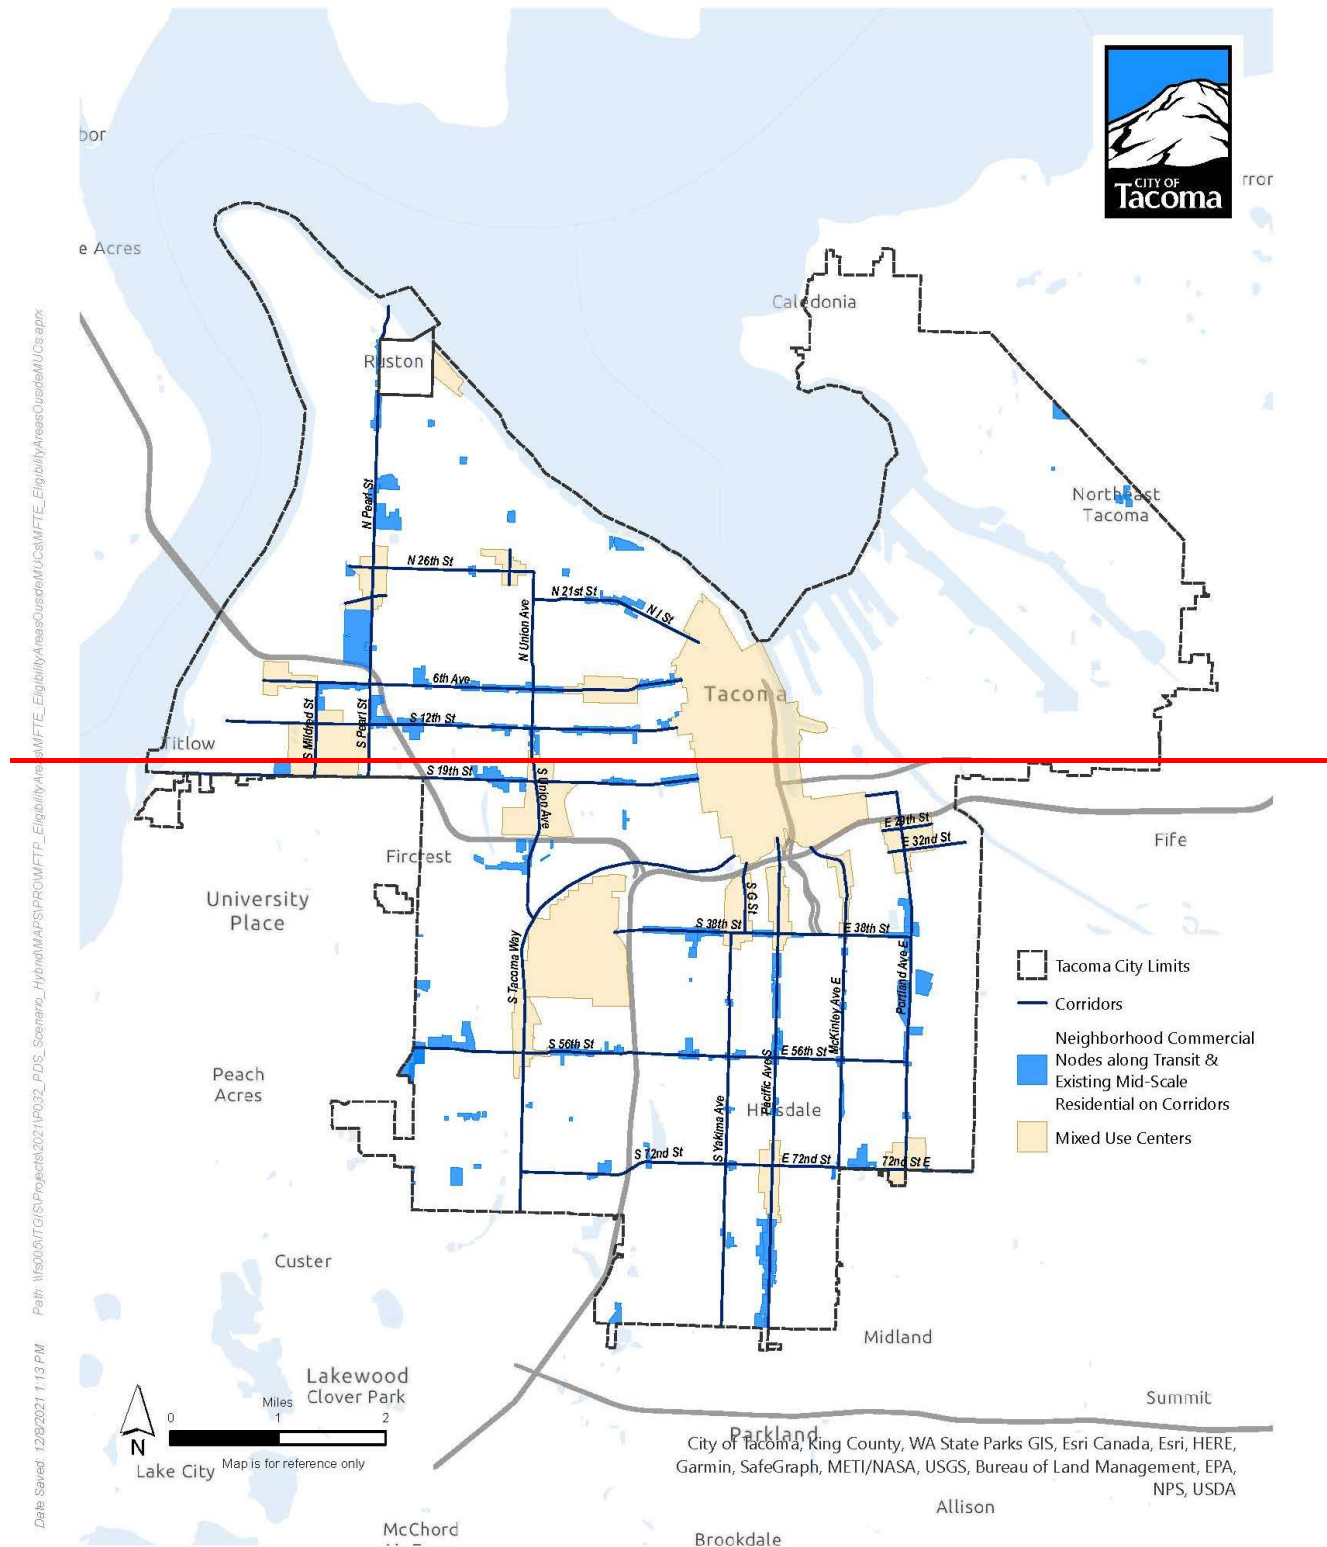 bor
CITY OF
Tacoma
rror
e Acres
Caledonia
Ruston
N Pearl St
Northeast
Tacoma
N 26th St
N 21st St
N I St
N Union Ave
6th Ave
Tacoma
S Mildred St
S Pearl St
S 12th St
Titlow
S 19th St
S Union Ave
E 29th St
E 32nd St
Fife
Fircrest
University
Place
S G St
S 38th St
E 38th St
S Tacoma Way
Portland Ave E
McKinley Ave E
Tacoma City Limits
Corridors
Neighborhood Commercial
Nodes along Transit &
Existing Mid-Scale
Residential on Corridors
Mixed Use Centers
S 56th St
E 56th St
Pacific Ave S
Peach
Acres
Hillsdale
S Yakima Ave
S 72nd St
E 72nd St
72nd St E
Custer
Midland
Lakewood
Clover Park
Summit
Miles
0 1 2
N
Map is for reference only
Lake City
Parkland
City of Tacoma, King County, WA State Parks GIS, Esri Canada, Esri, HERE,
Garmin, SafeGraph, METI/NASA, USGS, Bureau of Land Management, EPA,
NPS, USDA
Allison
McChord
Brookdale
Date Saved: 12/8/2021 1:13 PM